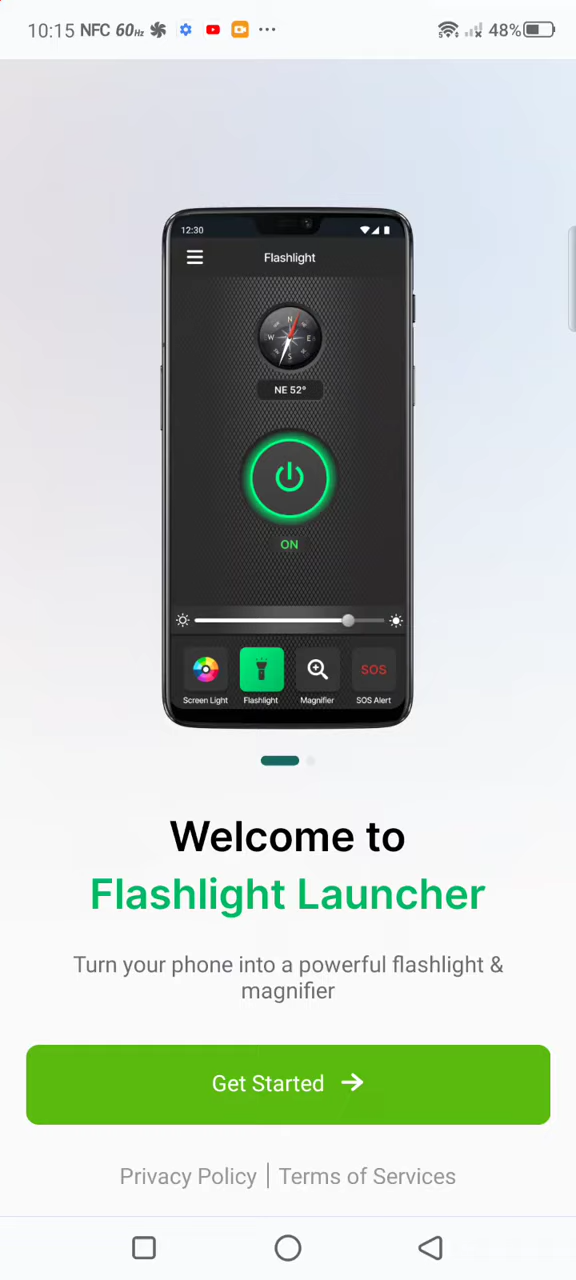 10:15 NFC 60Hz 48%
12:30
Flashlight
N
W E
S
NE 52°
ON
SOS
Screen Light Flashlight Magnifier SOS Alert
Welcome to
Flashlight Launcher
Turn your phone into a powerful flashlight &
magnifier
Get Started
Privacy Policy | Terms of Services